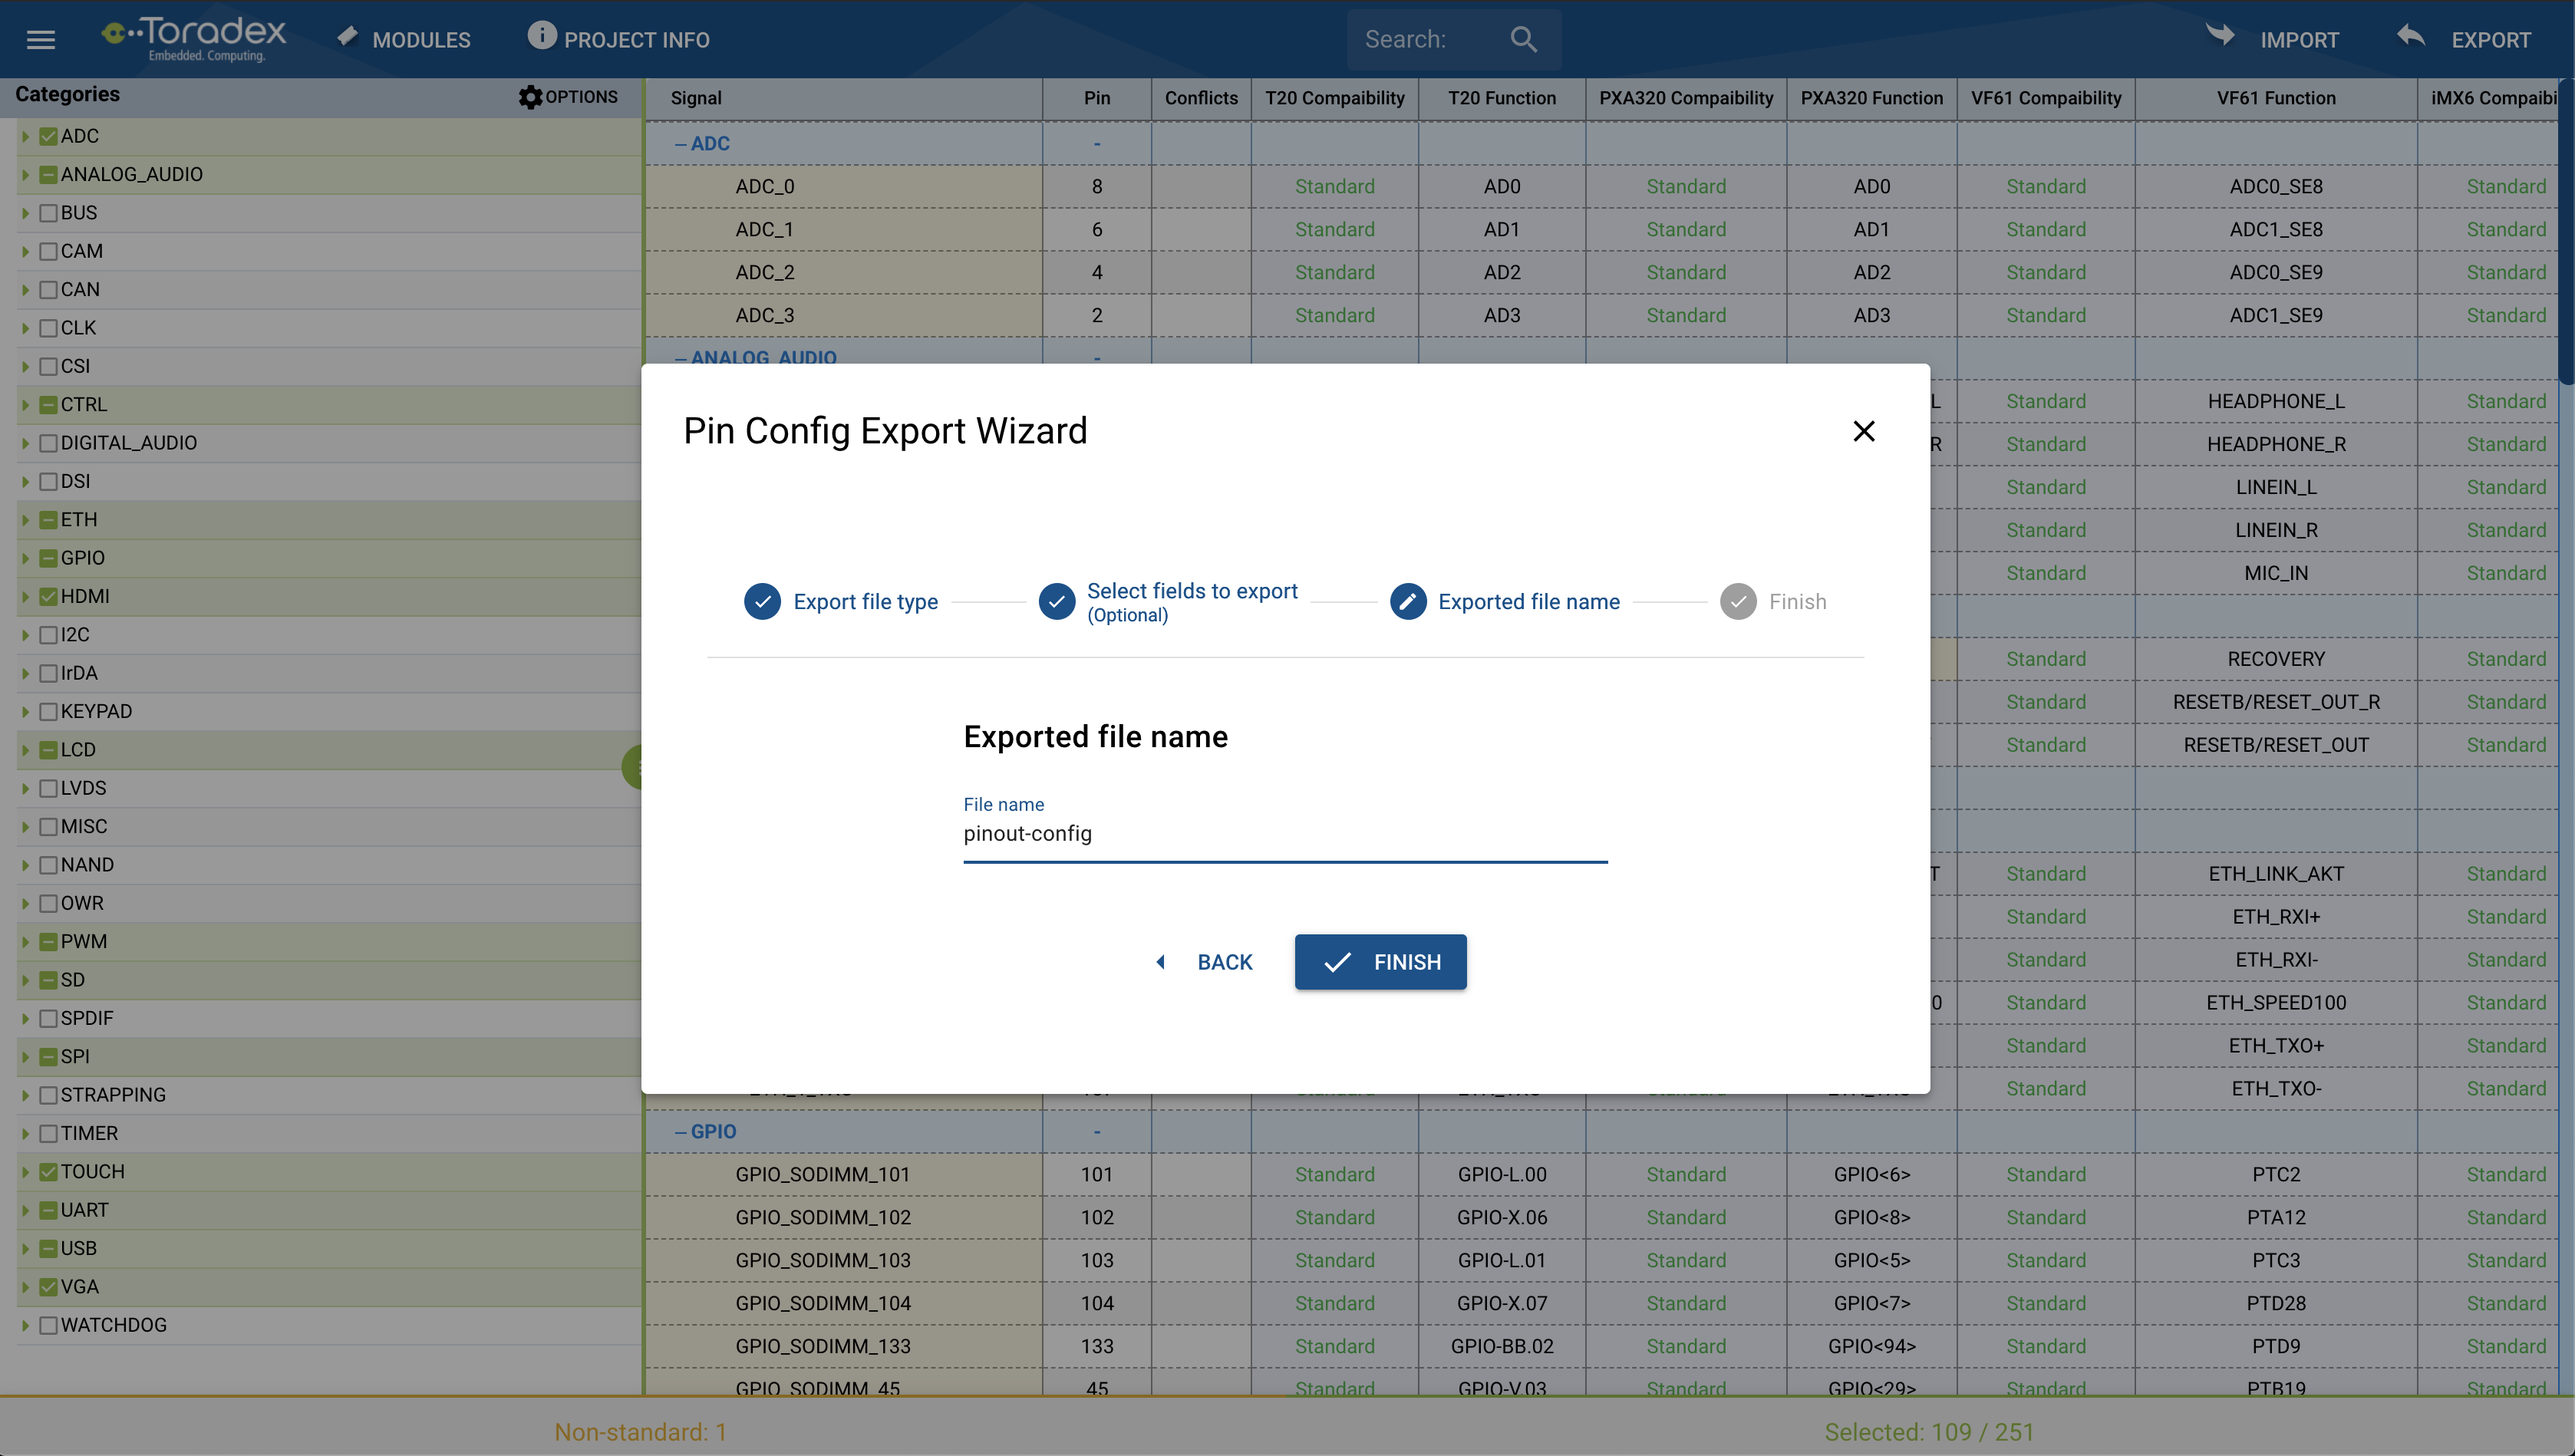 Toradex
Embedded. Computing.
MODULES
PROJECT INFO
Search:
IMPORT
EXPORT
Categories
OPTIONS
ADC
ANALOG_AUDIO
BUS
CAM
CAN
CLK
CSI
CTRL
DIGITAL_AUDIO
DSI
ETH
GPIO
HDMI
I2C
IrDA
KEYPAD
LCD
LVDS
MISC
NAND
OWR
PWM
SD
SPDIF
SPI
STRAPPING
TIMER
TOUCH
UART
USB
VGA
WATCHDOG
Signal Pin Conflicts T20 Compaibility T20 Function PXA320 Compaibility PXA320 Function VF61 Compaibility VF61 Function iMX6 Compaibi
– ADC -
ADC_0 8 Standard AD0 Standard AD0 Standard ADC0_SE8 Standard
ADC_1 6 Standard AD1 Standard AD1 Standard ADC1_SE8 Standard
ADC_2 4 Standard AD2 Standard AD2 Standard ADC0_SE9 Standard
ADC_3 2 Standard AD3 Standard AD3 Standard ADC1_SE9 Standard
– ANALOG_AUDIO -
L Standard HEADPHONE_L Standard
R Standard HEADPHONE_R Standard
Standard LINEIN_L Standard
Standard LINEIN_R Standard
Standard MIC_IN Standard
Standard RECOVERY Standard
Standard RESETB/RESET_OUT_R Standard
Standard RESETB/RESET_OUT Standard
T Standard ETH_LINK_AKT Standard
Standard ETH_RXI+ Standard
Standard ETH_RXI- Standard
0 Standard ETH_SPEED100 Standard
Standard ETH_TXO+ Standard
Standard ETH_TXO- Standard
– GPIO -
GPIO_SODIMM_101 101 Standard GPIO-L.00 Standard GPIO<6> Standard PTC2 Standard
GPIO_SODIMM_102 102 Standard GPIO-X.06 Standard GPIO<8> Standard PTA12 Standard
GPIO_SODIMM_103 103 Standard GPIO-L.01 Standard GPIO<5> Standard PTC3 Standard
GPIO_SODIMM_104 104 Standard GPIO-X.07 Standard GPIO<7> Standard PTD28 Standard
GPIO_SODIMM_133 133 Standard GPIO-BB.02 Standard GPIO<94> Standard PTD9 Standard
GPIO_SODIMM_45 45 Standard GPIO-V.03 Standard GPIO<29> Standard PTB19 Standard
Pin Config Export Wizard
Export file type
Select fields to export
(Optional)
Exported file name
Finish
Exported file name
File name
pinout-config
BACK
FINISH
Non-standard: 1
Selected: 109 / 251